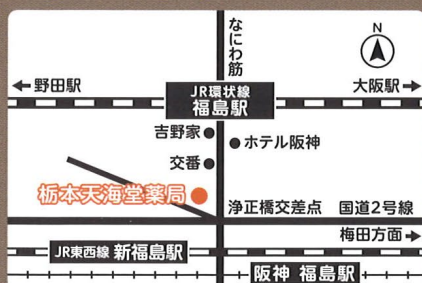 なにわ筋
N
←野田駅
大阪駅→
JR環状線
福島駅
吉野家
ホテル阪神
交番
栃本天海堂薬局
浄正橋交差点
国道2号線
梅田方面→
JR東西線 新福島駅
阪神 福島駅